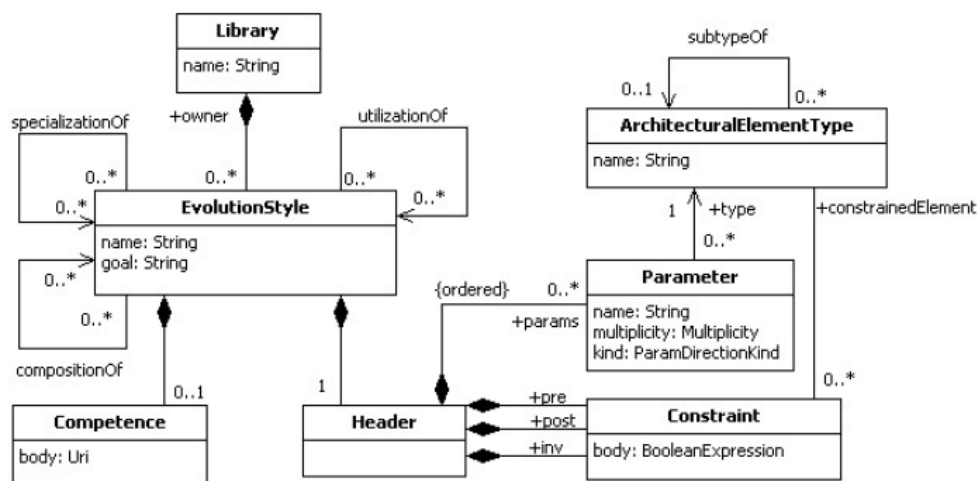 Library
name: String
+owner
0..*
specializationOf
0..*
0..*
utilizationOf
0..*
0..*
EvolutionStyle
name: String
goal: String
0..*
0..*
compositionOf
0..1
Competence
body: Uri
1
Header
subtypeOf
0..1
0..*
ArchitecturalElementType
name: String
1
+type
0..*
+constrainedElement
Parameter
name: String
multiplicity: Multiplicity
kind: ParamDirectionKind
{ordered}
0..*
+params
0..*
+pre
+post
+inv
Constraint
body: BooleanExpression